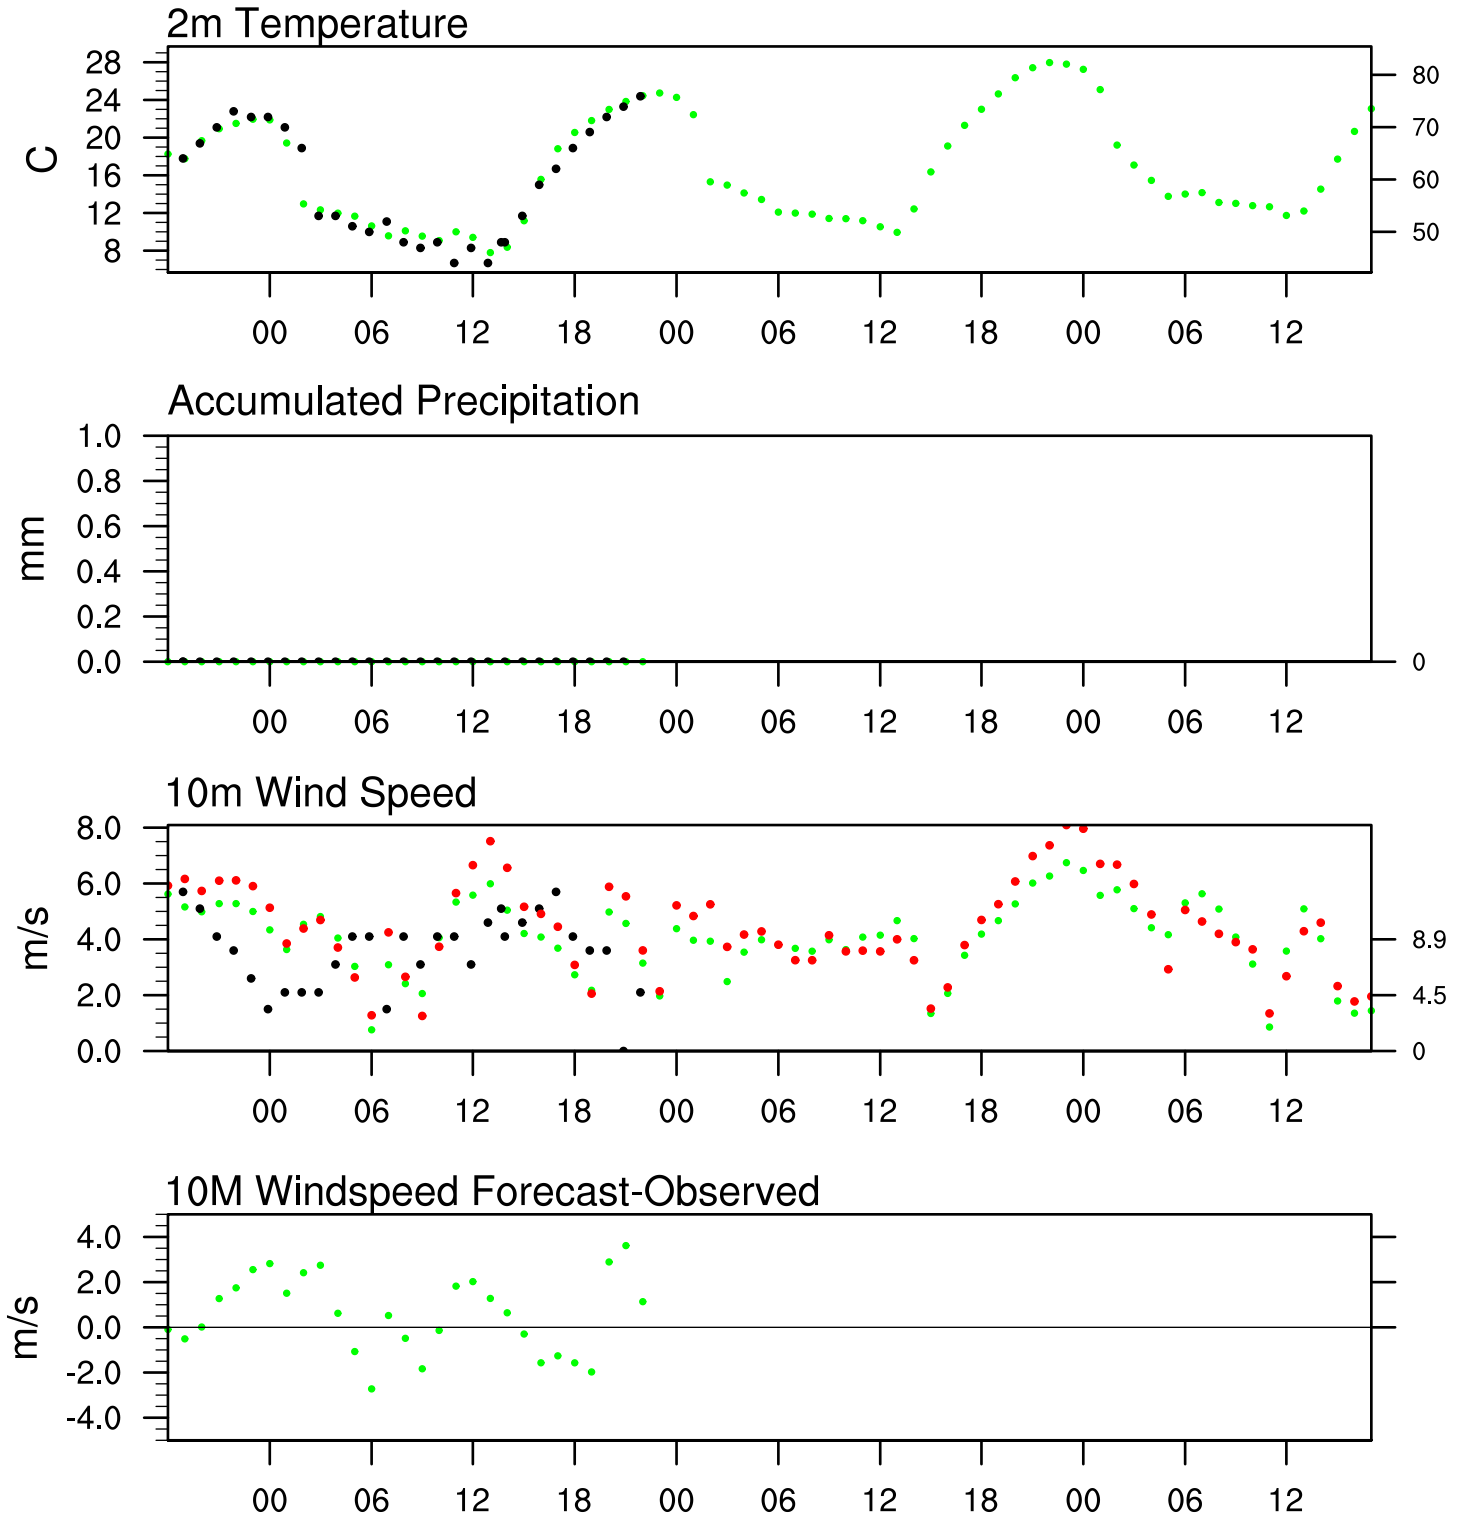 2m Temperature
28
24
20
16
12
8
C
80
70
60
50
00 06 12 18 00 06 12 18 00 06 12
Accumulated Precipitation
1.0
0.8
0.6
0.4
0.2
0.0
mm
0
00 06 12 18 00 06 12 18 00 06 12
10m Wind Speed
8.0
6.0
4.0
2.0
0.0
m/s
8.9
4.5
0
00 06 12 18 00 06 12 18 00 06 12
10M Windspeed Forecast-Observed
4.0
2.0
0.0
-2.0
-4.0
m/s
00 06 12 18 00 06 12 18 00 06 12